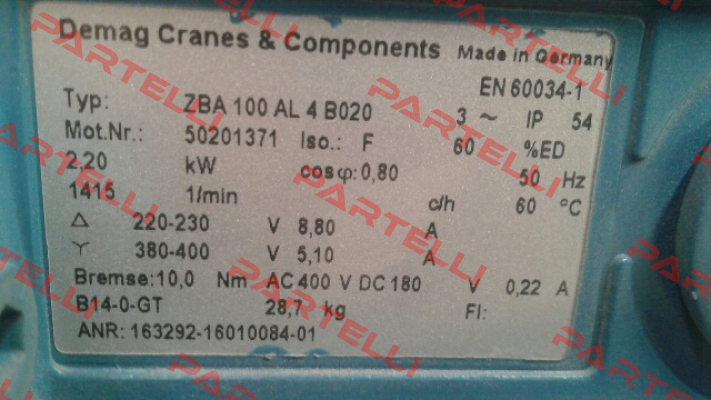 Demag Cranes & Components Made in Germany
EN 60034-1
Typ: ZBA 100 AL 4 B020 3 ~ IP 54
Mot.Nr.: 50201371 Iso.: F 60 %ED
2,20 kW cosφ:0,80 50 Hz
1415 1/min c/h 60 °C
△ 220-230 V 8,80 A
Y 380-400 V 5,10 A
Bremse:10,0 Nm AC 400 V DC 180 V 0,22 A
B14-0-GT 28,7 kg FI:
ANR: 163292-16010084-01
PARTELLI
PARTELLI
PARTELLI
PARTELLI
PARTELLI
PARTELLI